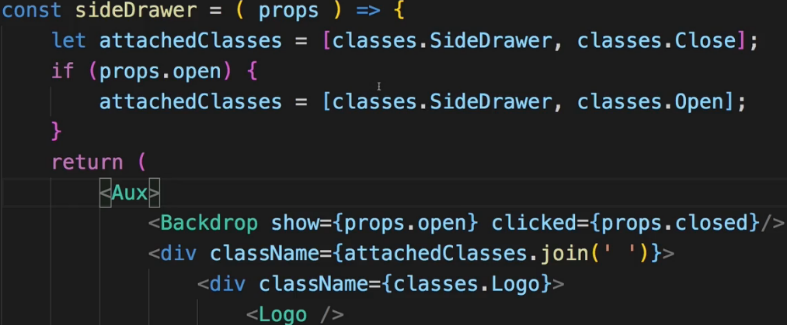 const sideDrawer = ( props ) => {
let attachedClasses = [classes.SideDrawer, classes.Close];
if (props.open) {
attachedClasses = [classes.SideDrawer, classes.Open];
}
return (
<Aux>
<Backdrop show={props.open} clicked={props.closed}/>
<div className={attachedClasses.join(' ')}>
<div className={classes.Logo}>
<Logo />